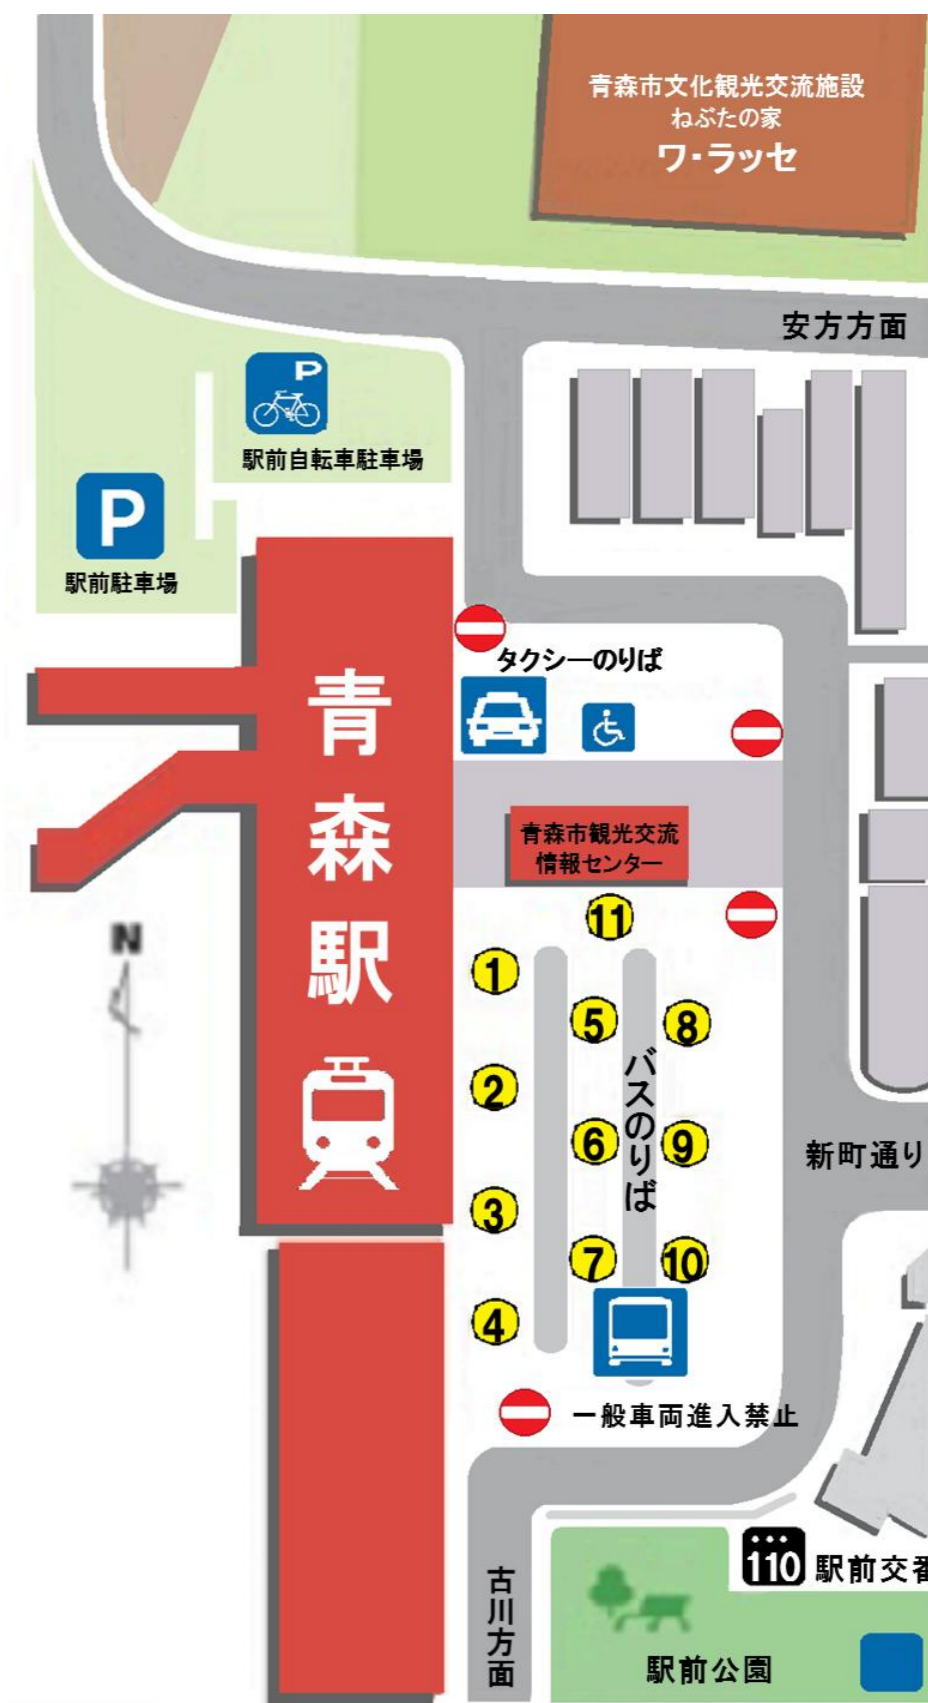 青森市文化観光交流施設
ねぶたの家
ワ・ラッセ
安方方面
P
駅前自転車駐車場
P
駅前駐車場
タクシーのりば
青森駅
青森市観光交流
情報センター
N
11
1
5
8
2
バスのりば
6
9
新町通り
3
7
10
4
一般車両進入禁止
110
駅前交番
古川方面
駅前公園